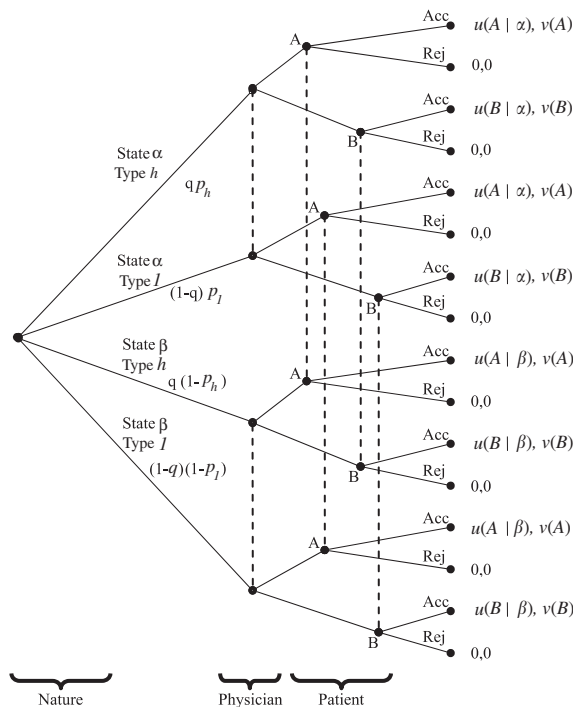 Acc
u(A | α), v(A)
A
Rej
0,0
Acc
u(B | α), v(B)
B
Rej
0,0
State α
Type h
q p_h
Acc
u(A | α), v(A)
A
Rej
0,0
State α
Type l
(1-q) p_l
Acc
u(B | α), v(B)
B
Rej
0,0
State β
Type h
q (1-p_h)
Acc
u(A | β), v(A)
A
Rej
0,0
Acc
u(B | β), v(B)
B
Rej
0,0
State β
Type l
(1-q)(1-p_l)
Acc
u(A | β), v(A)
A
Rej
0,0
Acc
u(B | β), v(B)
B
Rej
0,0
Nature
Physician
Patient